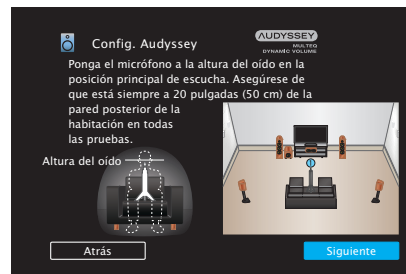 Config. Audyssey
AUDYSSEY
MULTEQ
DYNAMIC VOLUME
Ponga el micrófono a la altura del oído en la
posición principal de escucha. Asegúrese de
que está siempre a 20 pulgadas (50 cm) de la
pared posterior de la
habitación en todas
las pruebas.
Altura del oído
Atrás
Siguiente